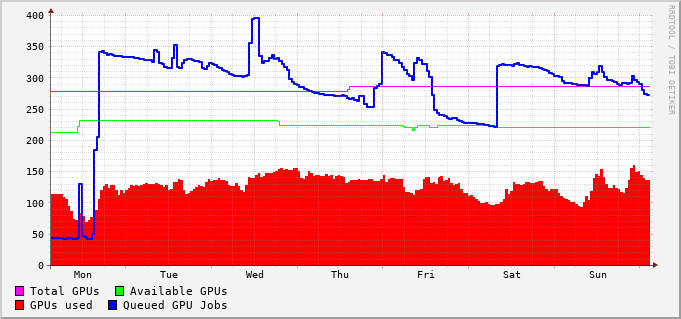 400
350
300
250
200
150
100
50
0
Mon Tue Wed Thu Fri Sat Sun
Total GPUs Available GPUs
GPUs used Queued GPU Jobs
RRDTOOL / TOBI OETIKER